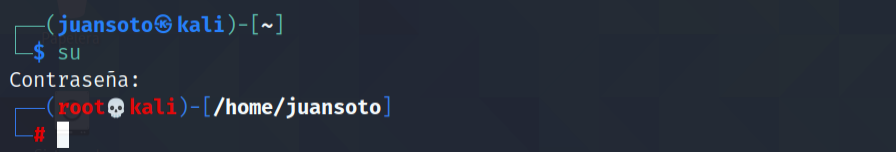 (juansoto㉿kali)-[~]
$ su
Contraseña:
(root💀kali)-[/home/juansoto]
#